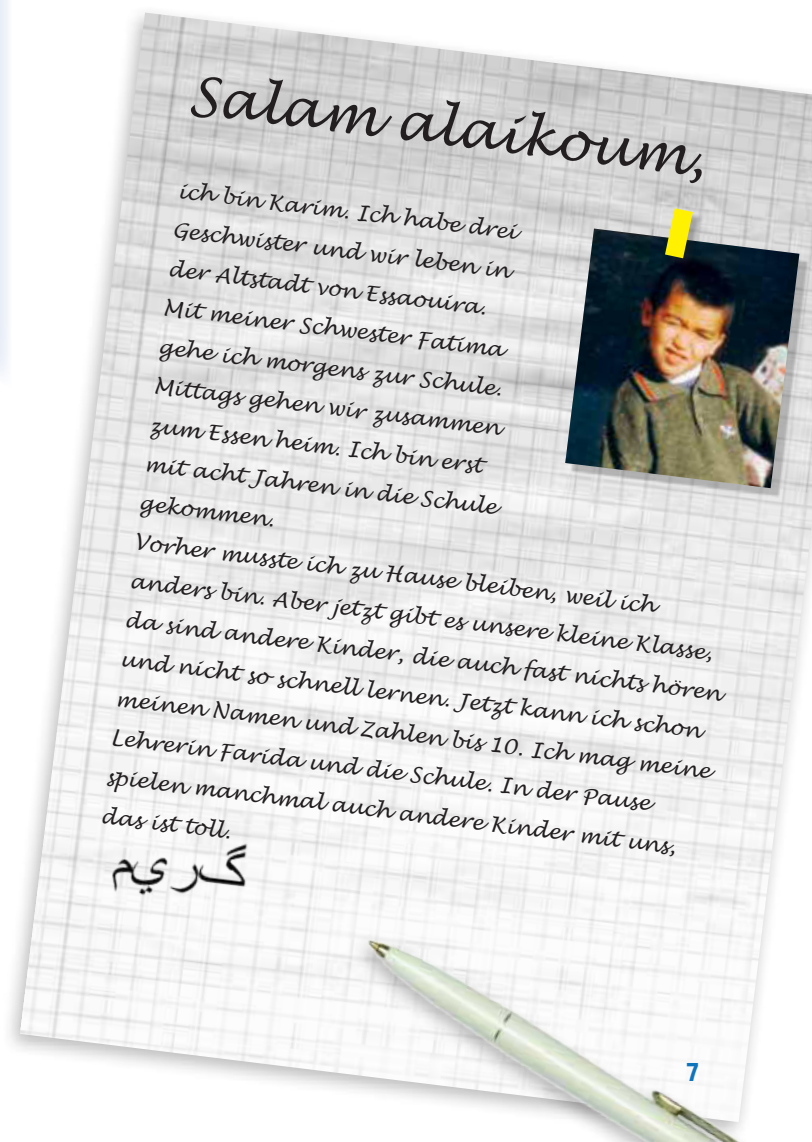 Salam alaikoum,
ich bin Karim. Ich habe drei
Geschwister und wir leben in
der Altstadt von Essaouira.
Mit meiner Schwester Fatima
gehe ich morgens zur Schule.
Mittags gehen wir zusammen
zum Essen heim. Ich bin erst
mit acht Jahren in die Schule
gekommen.
Vorher musste ich zu Hause bleiben, weil ich
anders bin. Aber jetzt gibt es unsere kleine Klasse,
da sind andere Kinder, die auch fast nichts hören
und nicht so schnell lernen. Jetzt kann ich schon
meinen Namen und Zahlen bis 10. Ich mag meine
Lehrerin Farida und die Schule. In der Pause
spielen manchmal auch andere Kinder mit uns,
das ist toll.
گريم
7